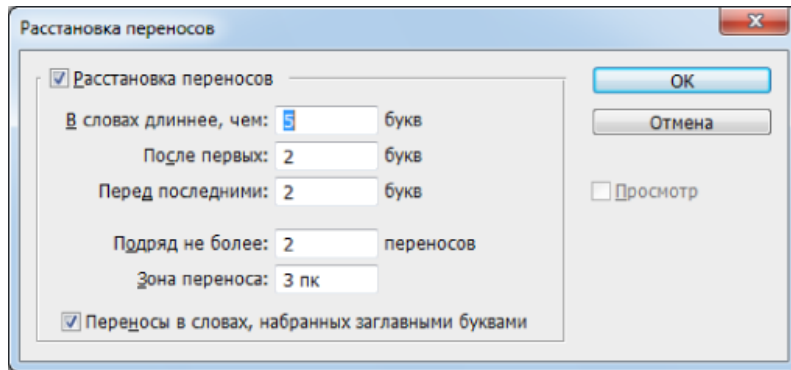 Расстановка переносов
Расстановка переносов
OK
В словах длиннее, чем: 5 букв
Отмена
После первых: 2 букв
Перед последними: 2 букв
Просмотр
Подряд не более: 2 переносов
Зона переноса: 3 пк
Переносы в словах, набранных заглавными буквами